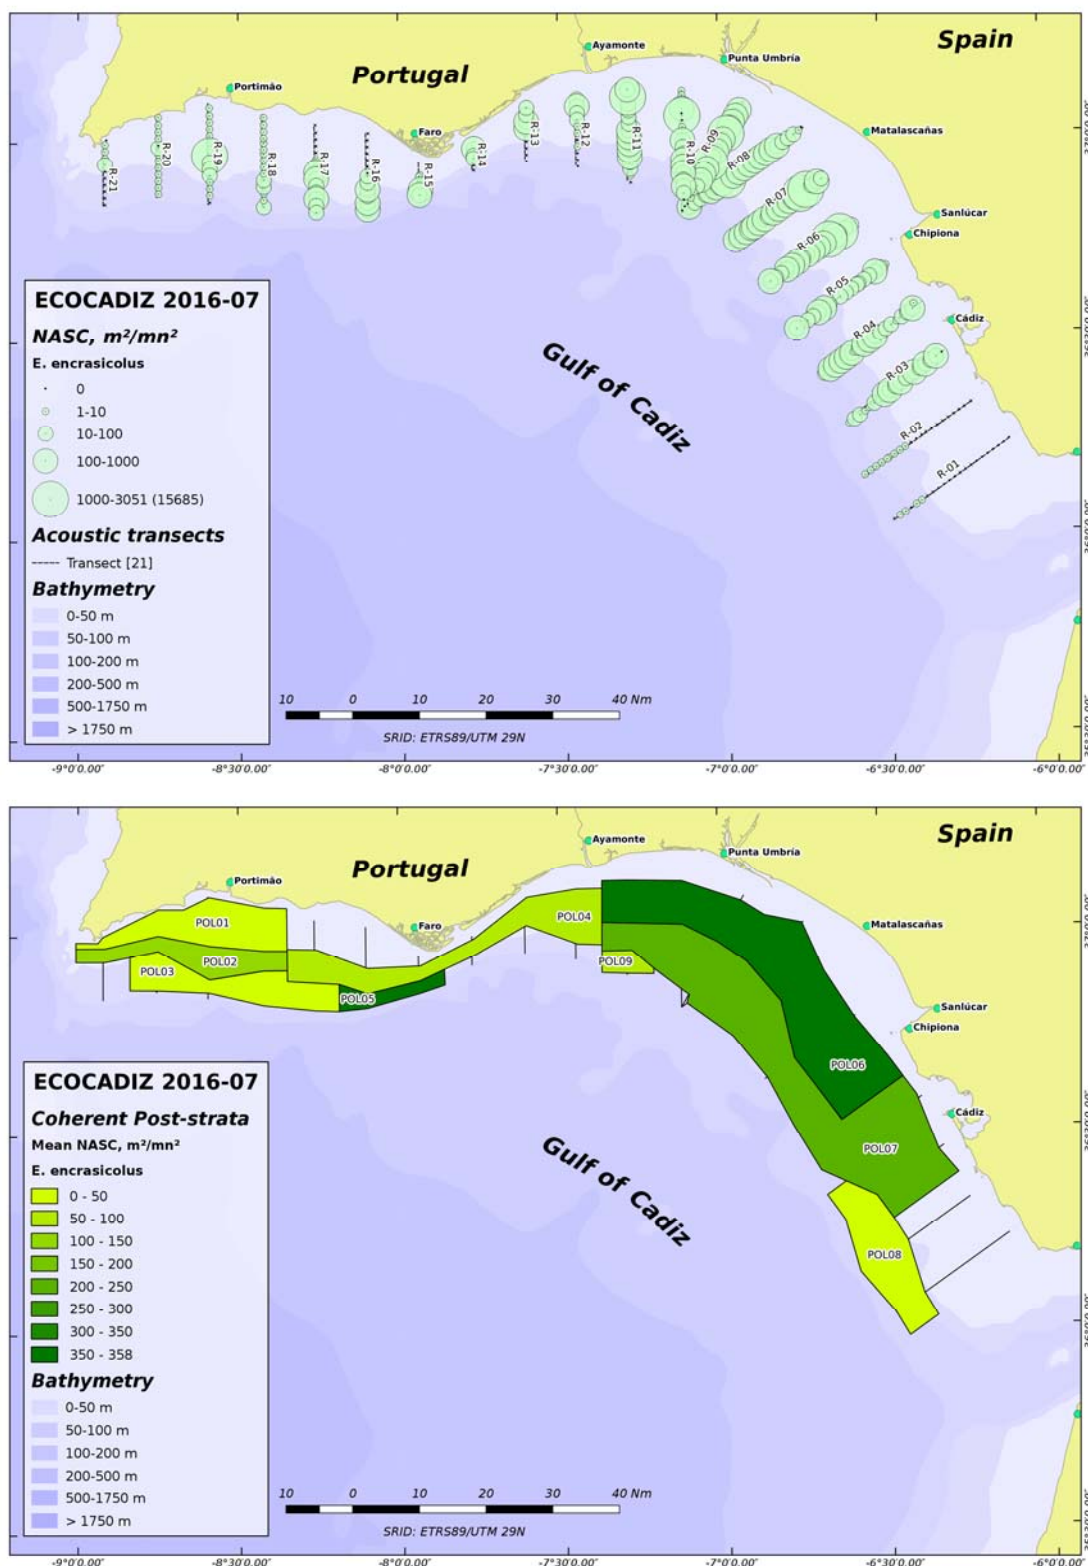 Spain
Portugal
Ayamonte
Punta Umbría
Portimão
Faro
Matalascañas
Sanlúcar
Chipiona
Cádiz
R-21
R-20
R-19
R-18
R-17
R-16
R-15
R-14
R-13
R-12
R-11
R-10
R-09
R-08
R-07
R-06
R-05
R-04
R-03
R-02
R-01
Gulf of Cadiz
ECOCADIZ 2016-07
NASC, m²/mn²
E. encrasicolus
0
1-10
10-100
100-1000
1000-3051 (15685)
Acoustic transects
Transect [21]
Bathymetry
0-50 m
50-100 m
100-200 m
200-500 m
500-1750 m
> 1750 m
10 0 10 20 30 40 Nm
SRID: ETRS89/UTM 29N
-9°0'0.00" -8°30'0.00" -8°0'0.00" -7°30'0.00" -7°0'0.00" -6°30'0.00" -6°0'0.00"
Spain
Portugal
Ayamonte
Punta Umbría
Portimão
Faro
Matalascañas
Sanlúcar
Chipiona
Cádiz
POL01
POL02
POL03
POL04
POL05
POL09
POL06
POL07
POL08
Gulf of Cadiz
ECOCADIZ 2016-07
Coherent Post-strata
Mean NASC, m²/mn²
E. encrasicolus
0 - 50
50 - 100
100 - 150
150 - 200
200 - 250
250 - 300
300 - 350
350 - 358
Bathymetry
0-50 m
50-100 m
100-200 m
200-500 m
500-1750 m
> 1750 m
10 0 10 20 30 40 Nm
SRID: ETRS89/UTM 29N
-9°0'0.00" -8°30'0.00" -8°0'0.00" -7°30'0.00" -7°0'0.00" -6°30'0.00" -6°0'0.00"